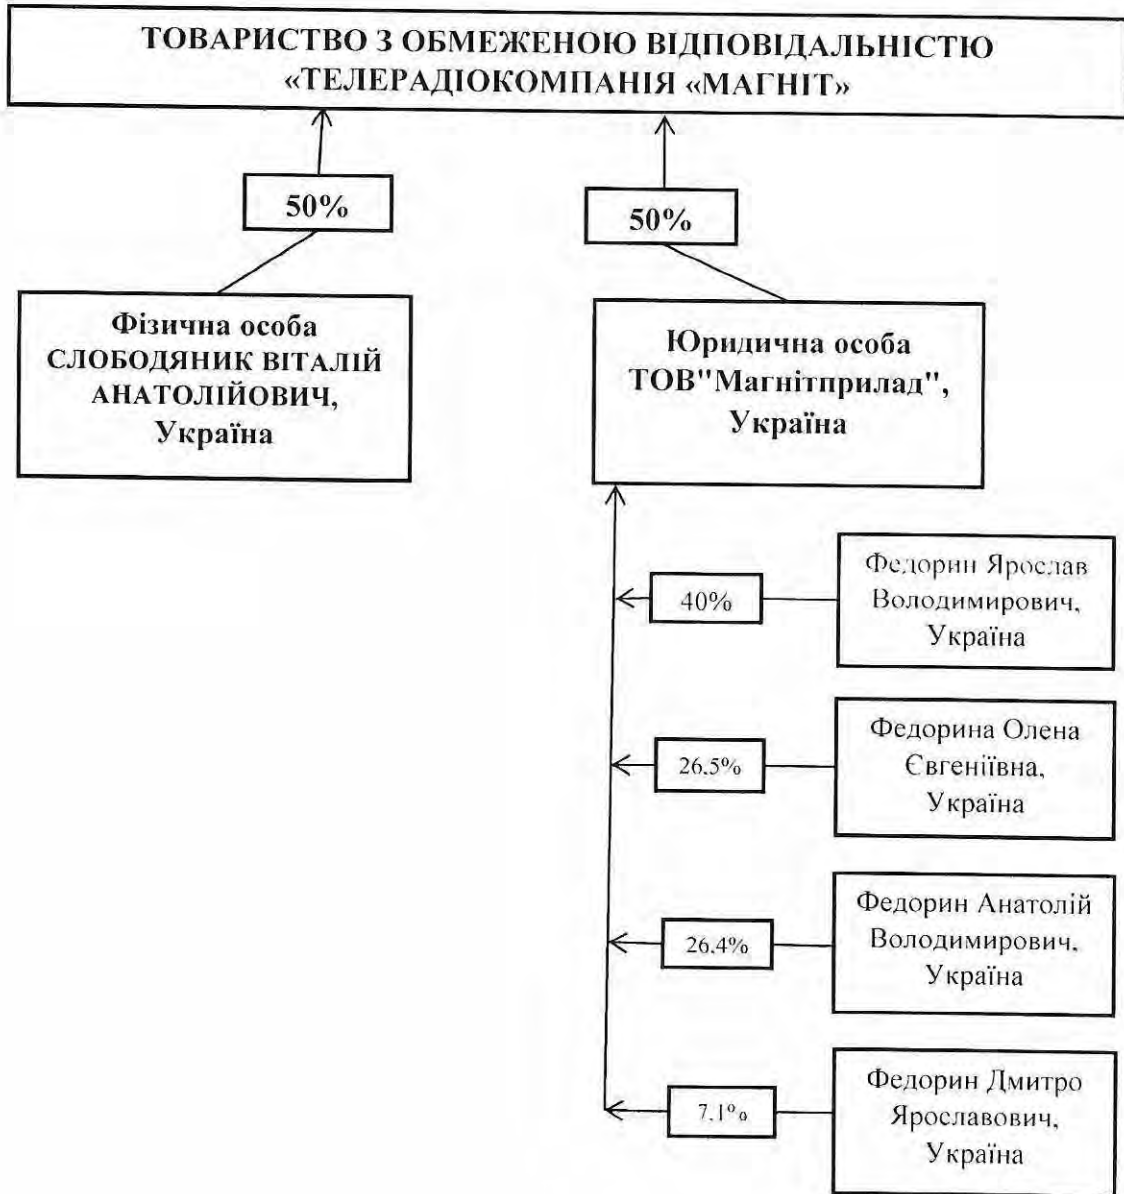 ТОВАРИСТВО З ОБМЕЖЕНОЮ ВІДПОВІДАЛЬНІСТЮ
«ТЕЛЕРАДІОКОМПАНІЯ «МАГНІТ»
50%
50%
Фізична особа
СЛОБОДЯНИК ВІТАЛІЙ
АНАТОЛІЙОВИЧ,
Україна
Юридична особа
ТОВ"Магнітприлад",
Україна
40%
Федорин Ярослав
Володимирович,
Україна
26.5%
Федорина Олена
Євгеніївна,
Україна
26.4%
Федорин Анатолій
Володимирович,
Україна
7.1%
Федорин Дмитро
Ярославович,
Україна